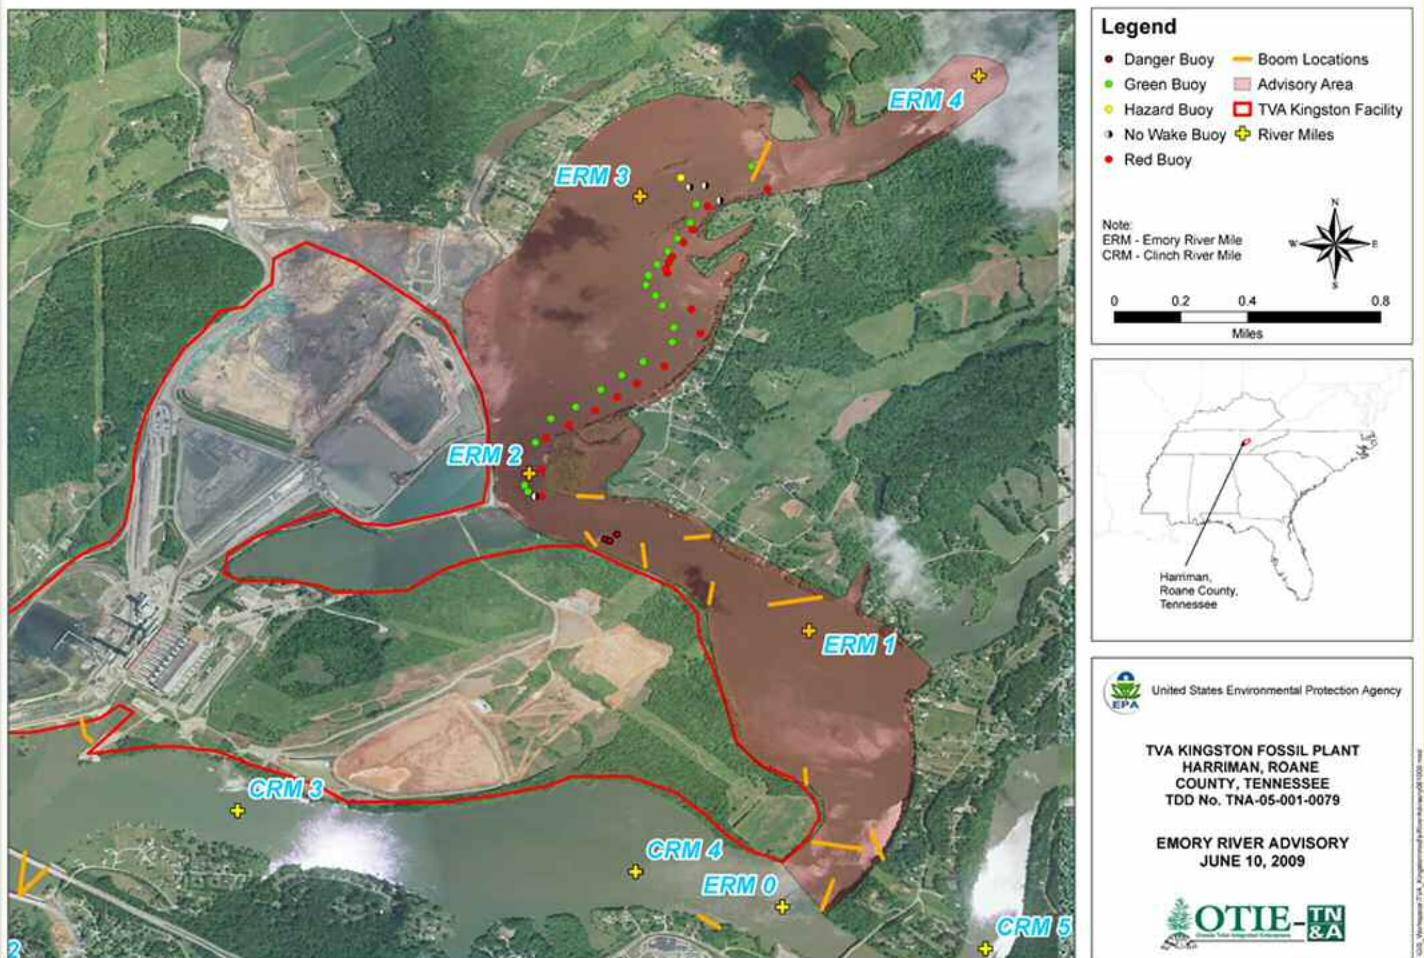 ERM 4
ERM 3
ERM 2
ERM 1
CRM 3
CRM 4
ERM 0
CRM 5
2
Legend
Danger Buoy
Green Buoy
Hazard Buoy
No Wake Buoy
Red Buoy
Boom Locations
Advisory Area
TVA Kingston Facility
River Miles
Note:
ERM - Emory River Mile
CRM - Clinch River Mile
N
W
E
S
0 0.2 0.4 0.8
Miles
Harriman,
Roane County,
Tennessee
EPA
United States Environmental Protection Agency
TVA KINGSTON FOSSIL PLANT
HARRIMAN, ROANE
COUNTY, TENNESSEE
TDD No. TNA-05-001-0079
EMORY RIVER ADVISORY
JUNE 10, 2009
OTIE-TN
&A